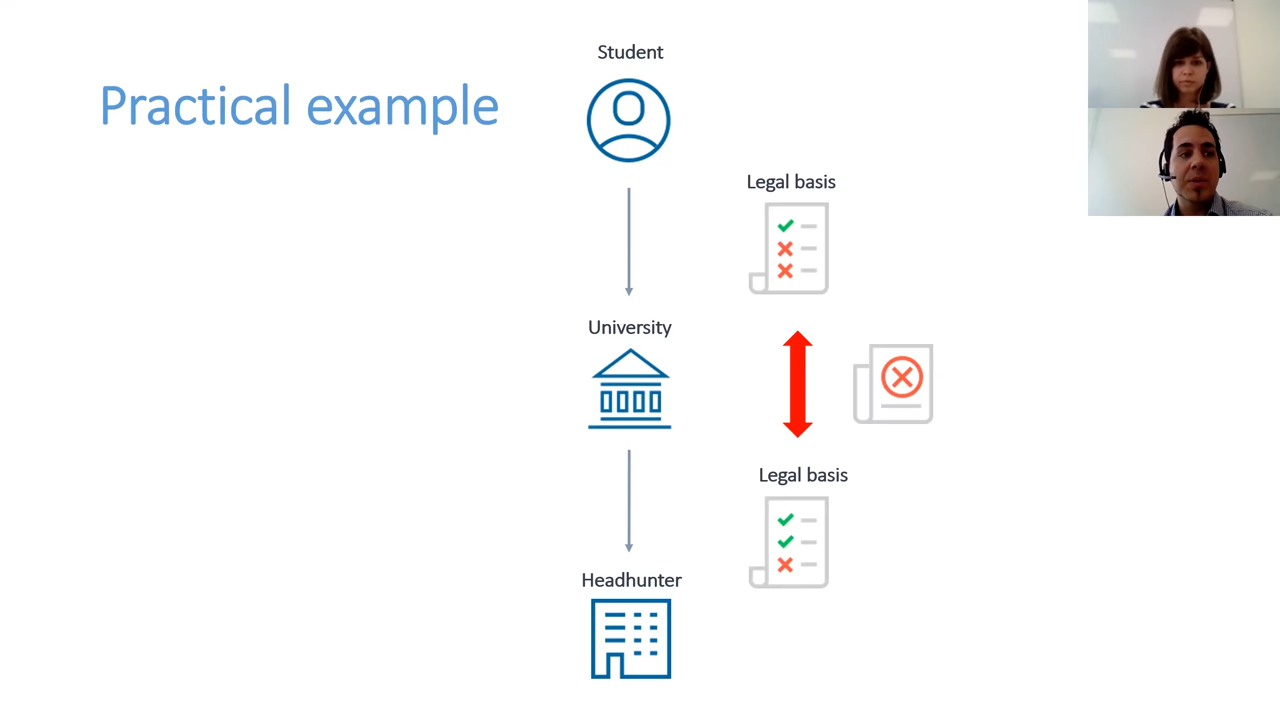 Practical example
Student
Legal basis
University
Legal basis
Headhunter